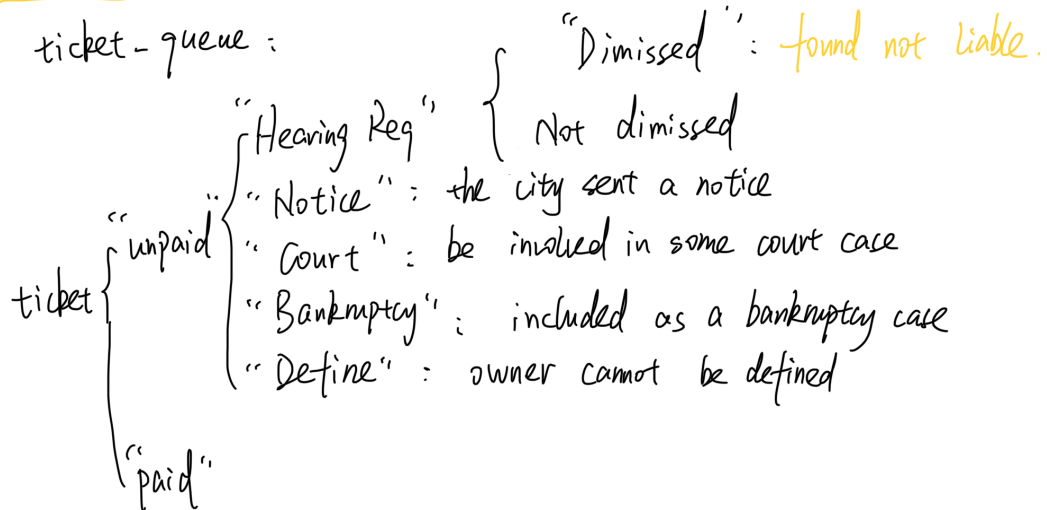 ticket-queue :
"Dimissed" : found not liable.
"Hearing Req"
Not dimissed
"Notice" : the city sent a notice
"unpaid"
"Court" : be involved in some court case
ticket
"Bankruptcy" : included as a bankruptcy case
"Define" : owner cannot be defined
"paid"